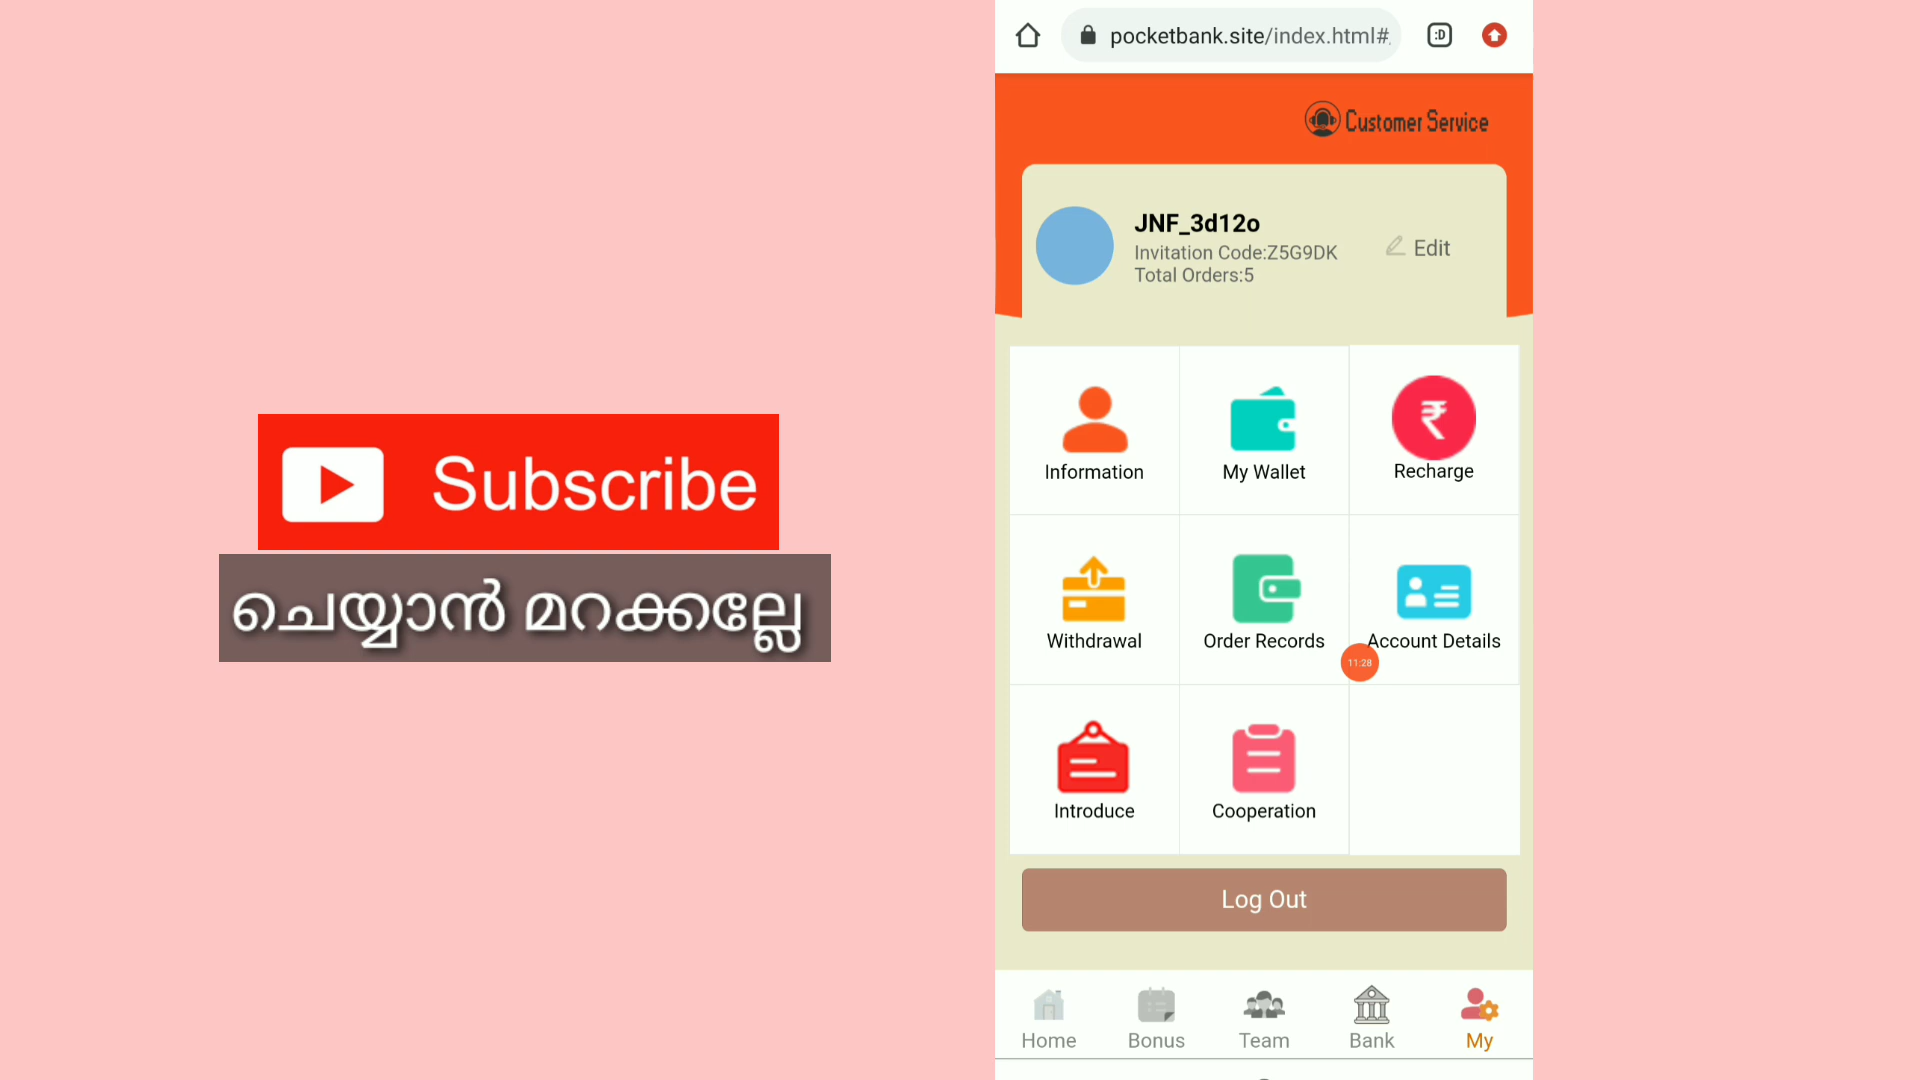 Subscribe
ചെയ്യാൻ മറക്കല്ലേ
pocketbank.site/index.html#
:D
Customer Service
JNF_3d12o
Invitation Code:Z5G9DK
Total Orders:5
Edit
Information
My Wallet
Recharge
Withdrawal
Order Records
Account Details
11:28
Introduce
Cooperation
Log Out
Home
Bonus
Team
Bank
My